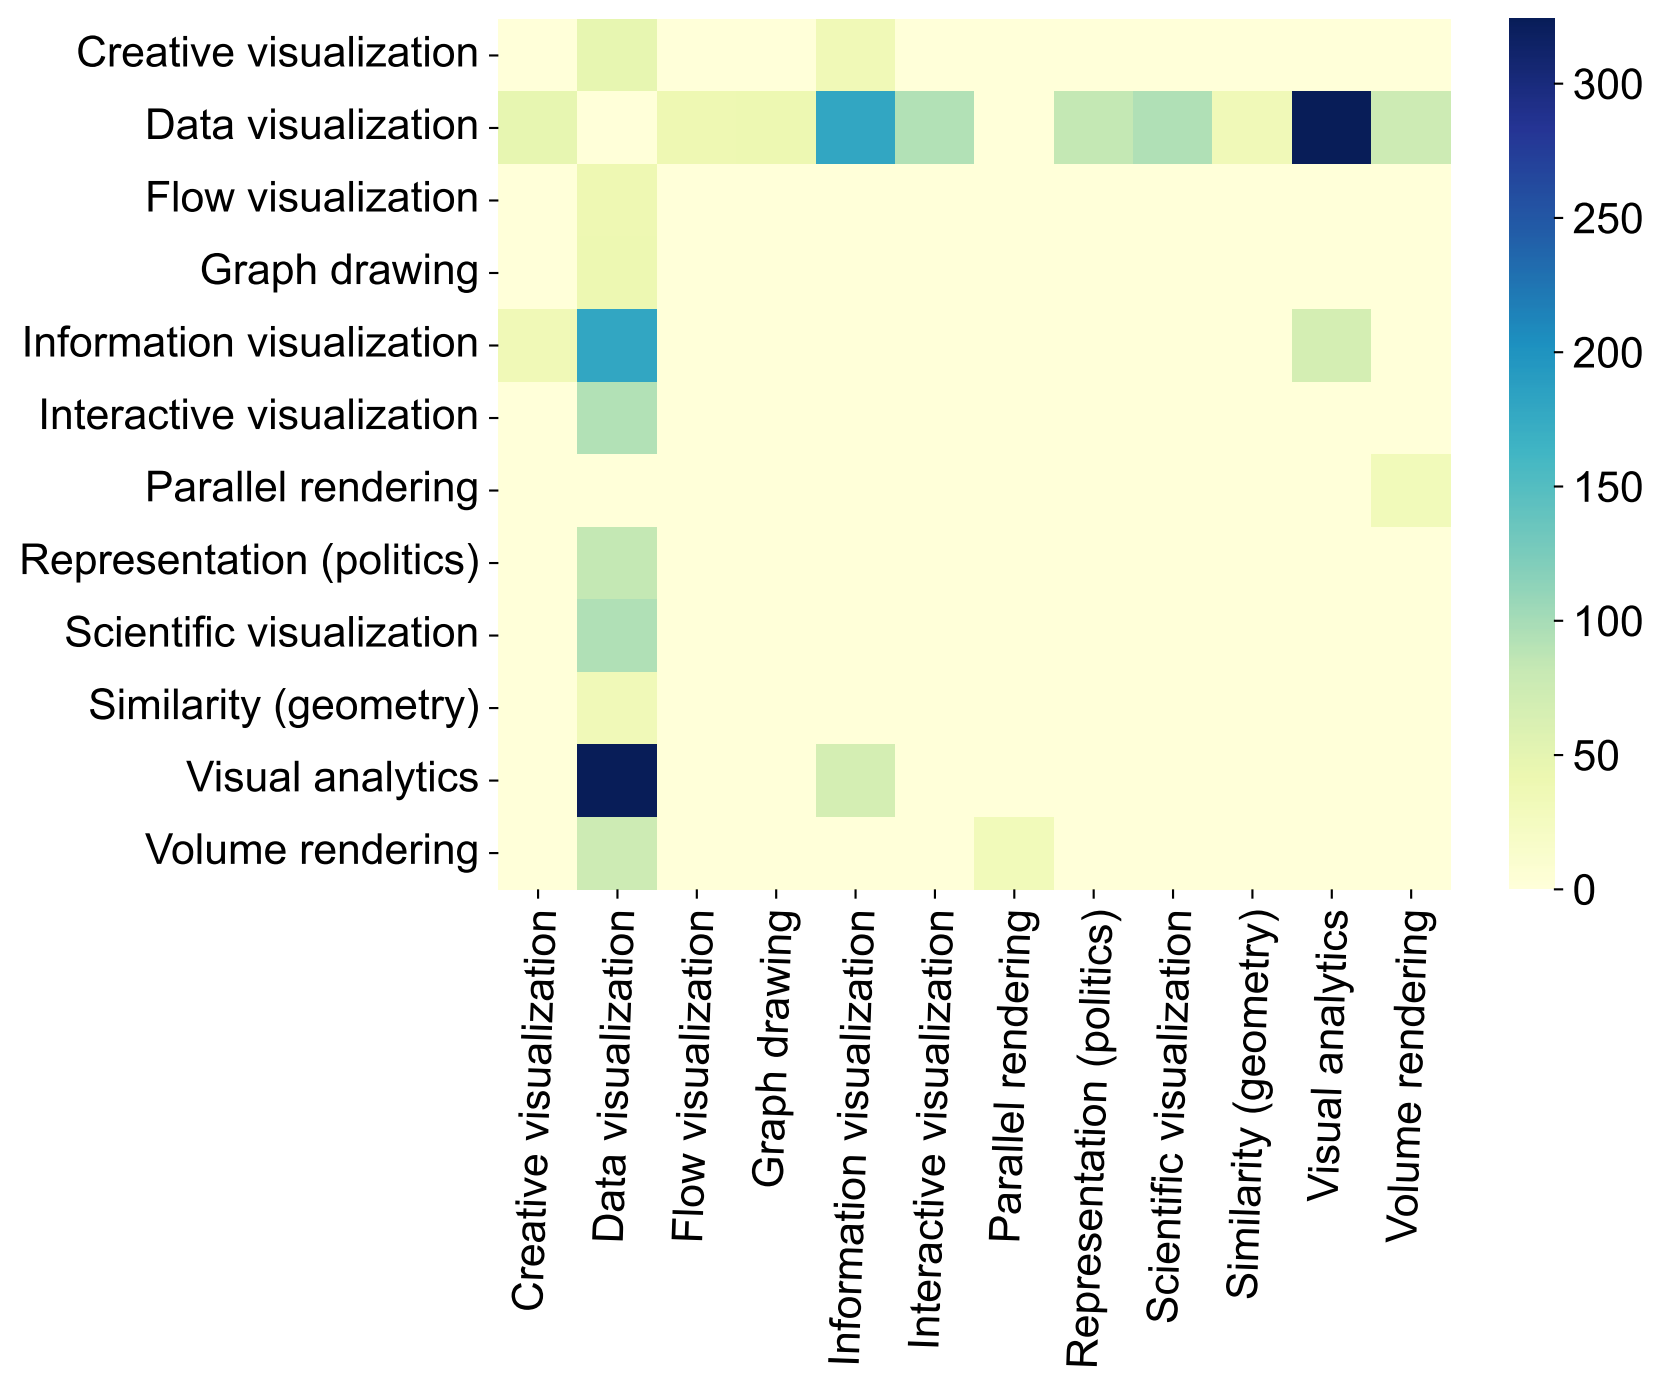 Creative visualization
Data visualization
Flow visualization
Graph drawing
Information visualization
Interactive visualization
Parallel rendering
Representation (politics)
Scientific visualization
Similarity (geometry)
Visual analytics
Volume rendering
Creative visualization
Data visualization
Flow visualization
Graph drawing
Information visualization
Interactive visualization
Parallel rendering
Representation (politics)
Scientific visualization
Similarity (geometry)
Visual analytics
Volume rendering
300
250
200
150
100
50
0